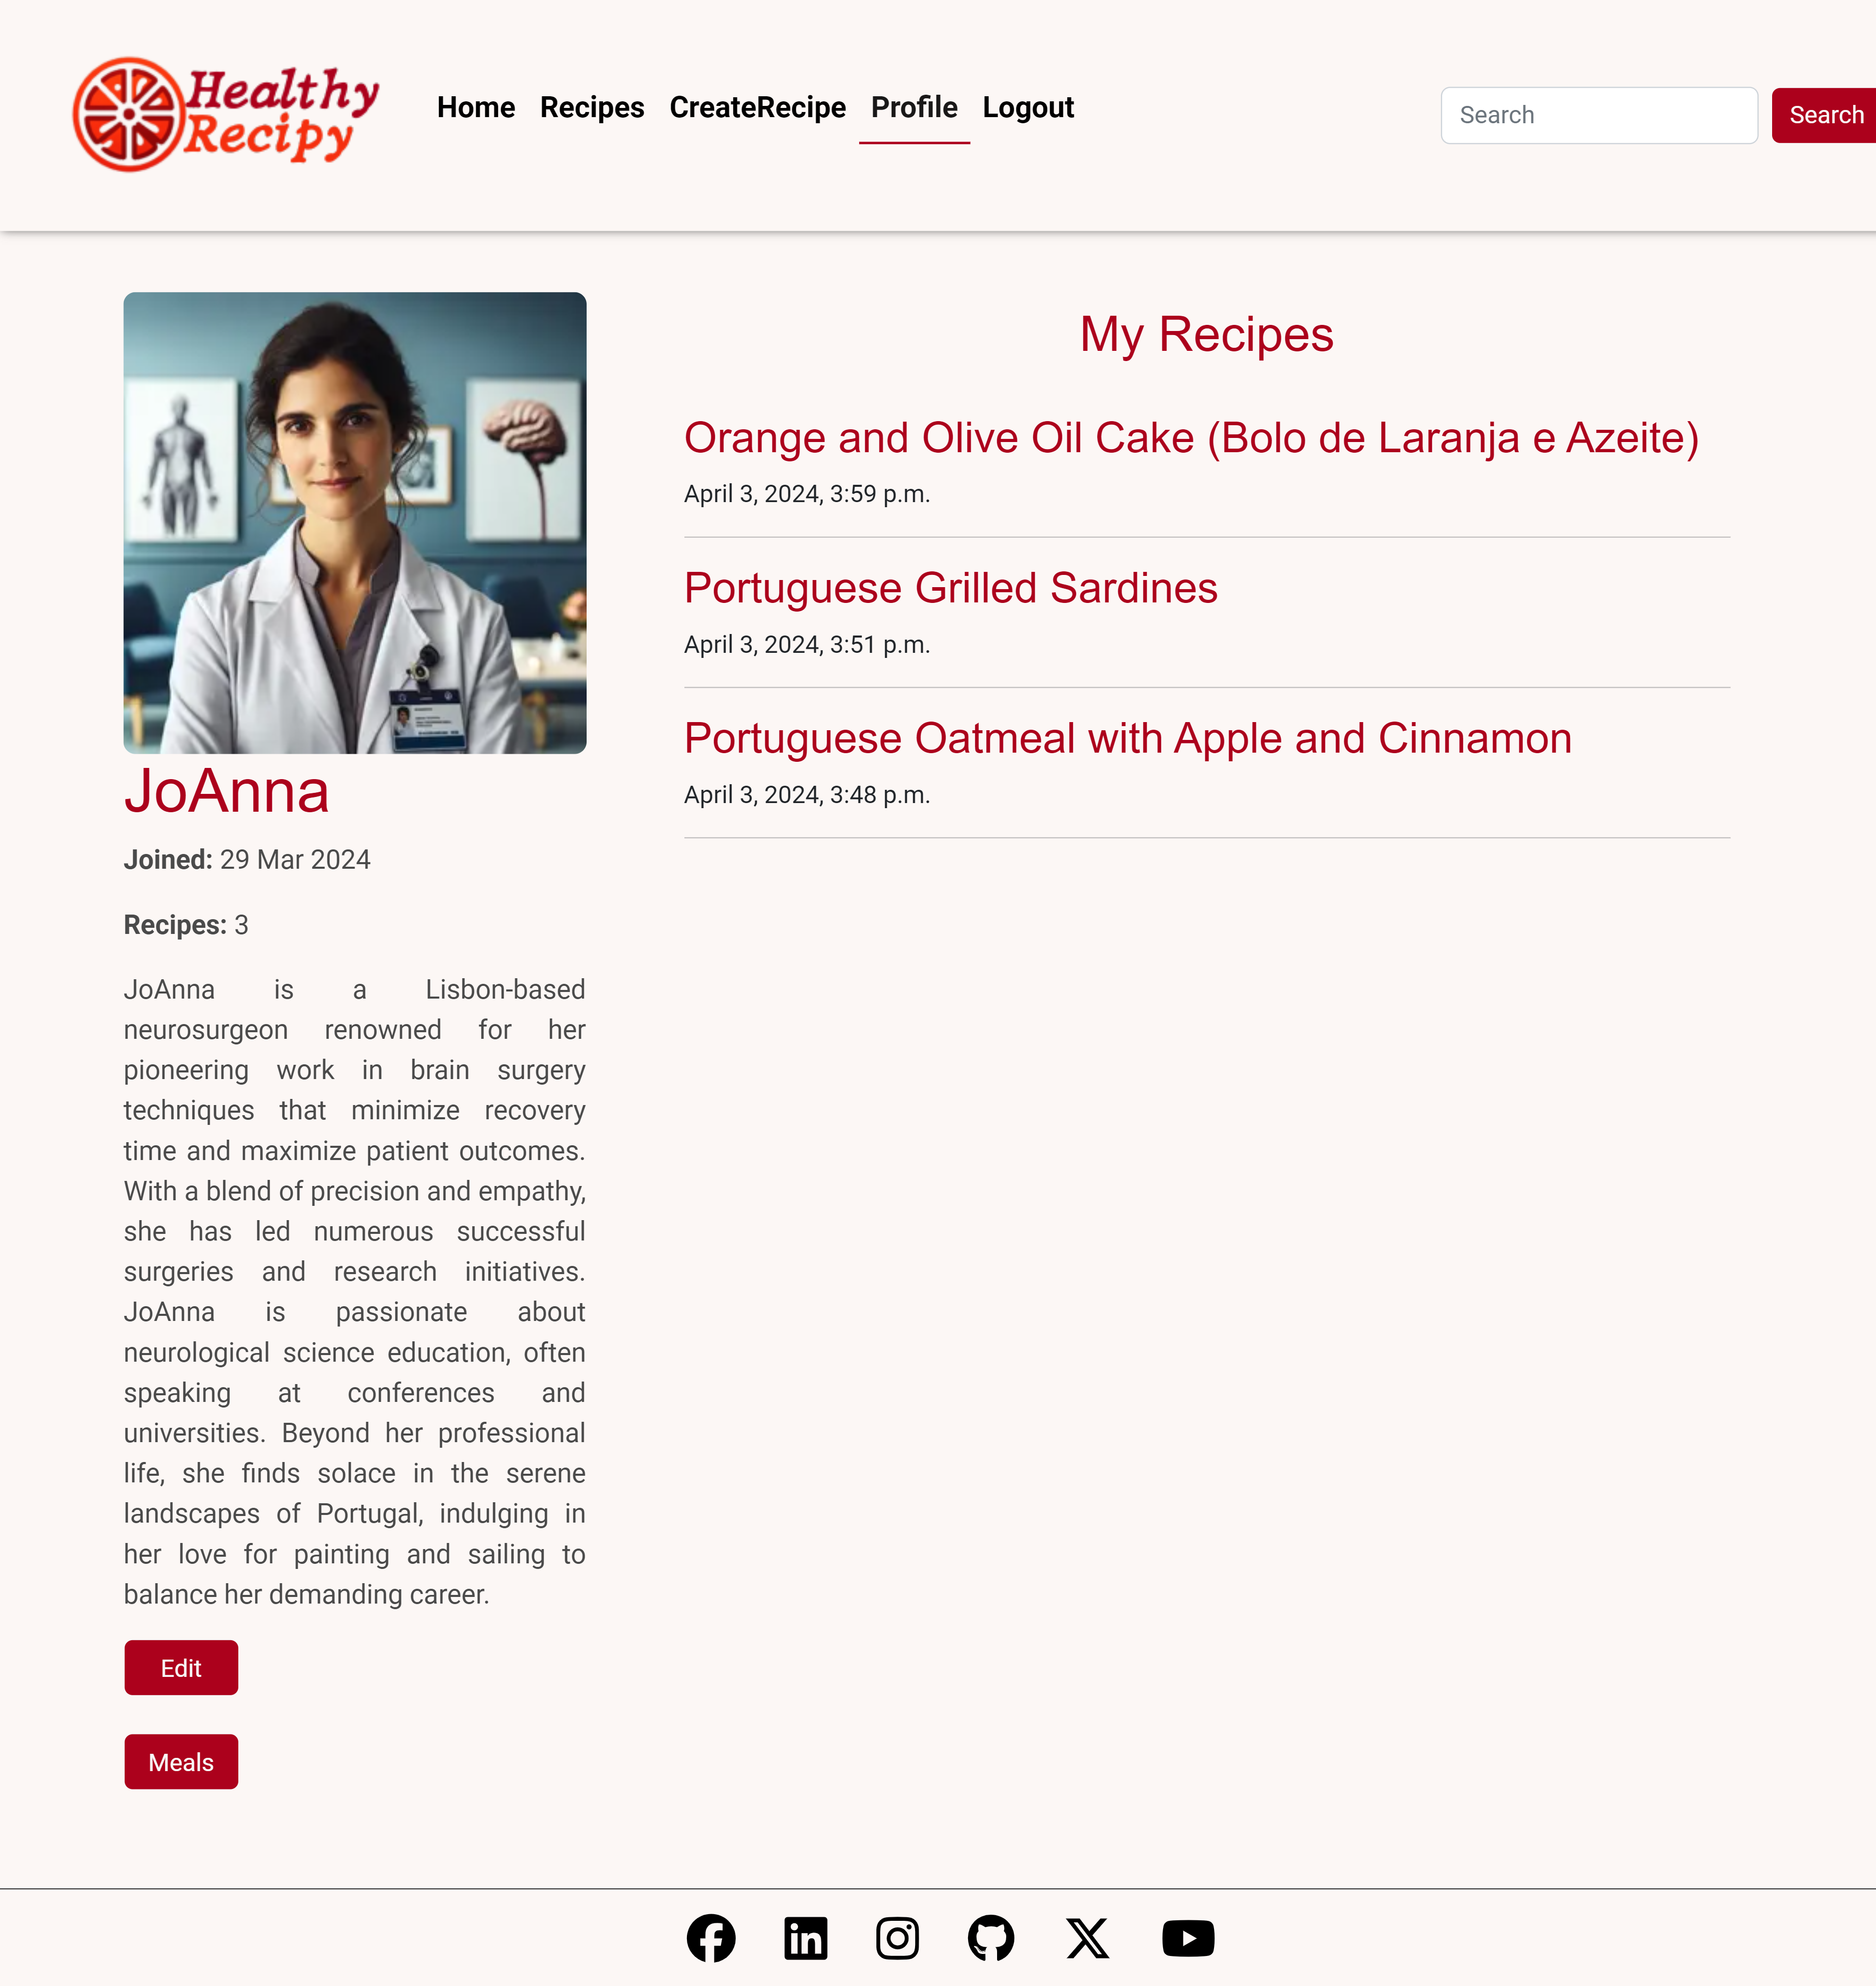 Healthy
Recipy
Home Recipes CreateRecipe Profile Logout
Search
Search
My Recipes
Orange and Olive Oil Cake (Bolo de Laranja e Azeite)
April 3, 2024, 3:59 p.m.
Portuguese Grilled Sardines
April 3, 2024, 3:51 p.m.
Portuguese Oatmeal with Apple and Cinnamon
April 3, 2024, 3:48 p.m.
JoAnna
Joined: 29 Mar 2024
Recipes: 3
JoAnna is a Lisbon-based
neurosurgeon renowned for her
pioneering work in brain surgery
techniques that minimize recovery
time and maximize patient outcomes.
With a blend of precision and empathy,
she has led numerous successful
surgeries and research initiatives.
JoAnna is passionate about
neurological science education, often
speaking at conferences and
universities. Beyond her professional
life, she finds solace in the serene
landscapes of Portugal, indulging in
her love for painting and sailing to
balance her demanding career.
Edit
Meals